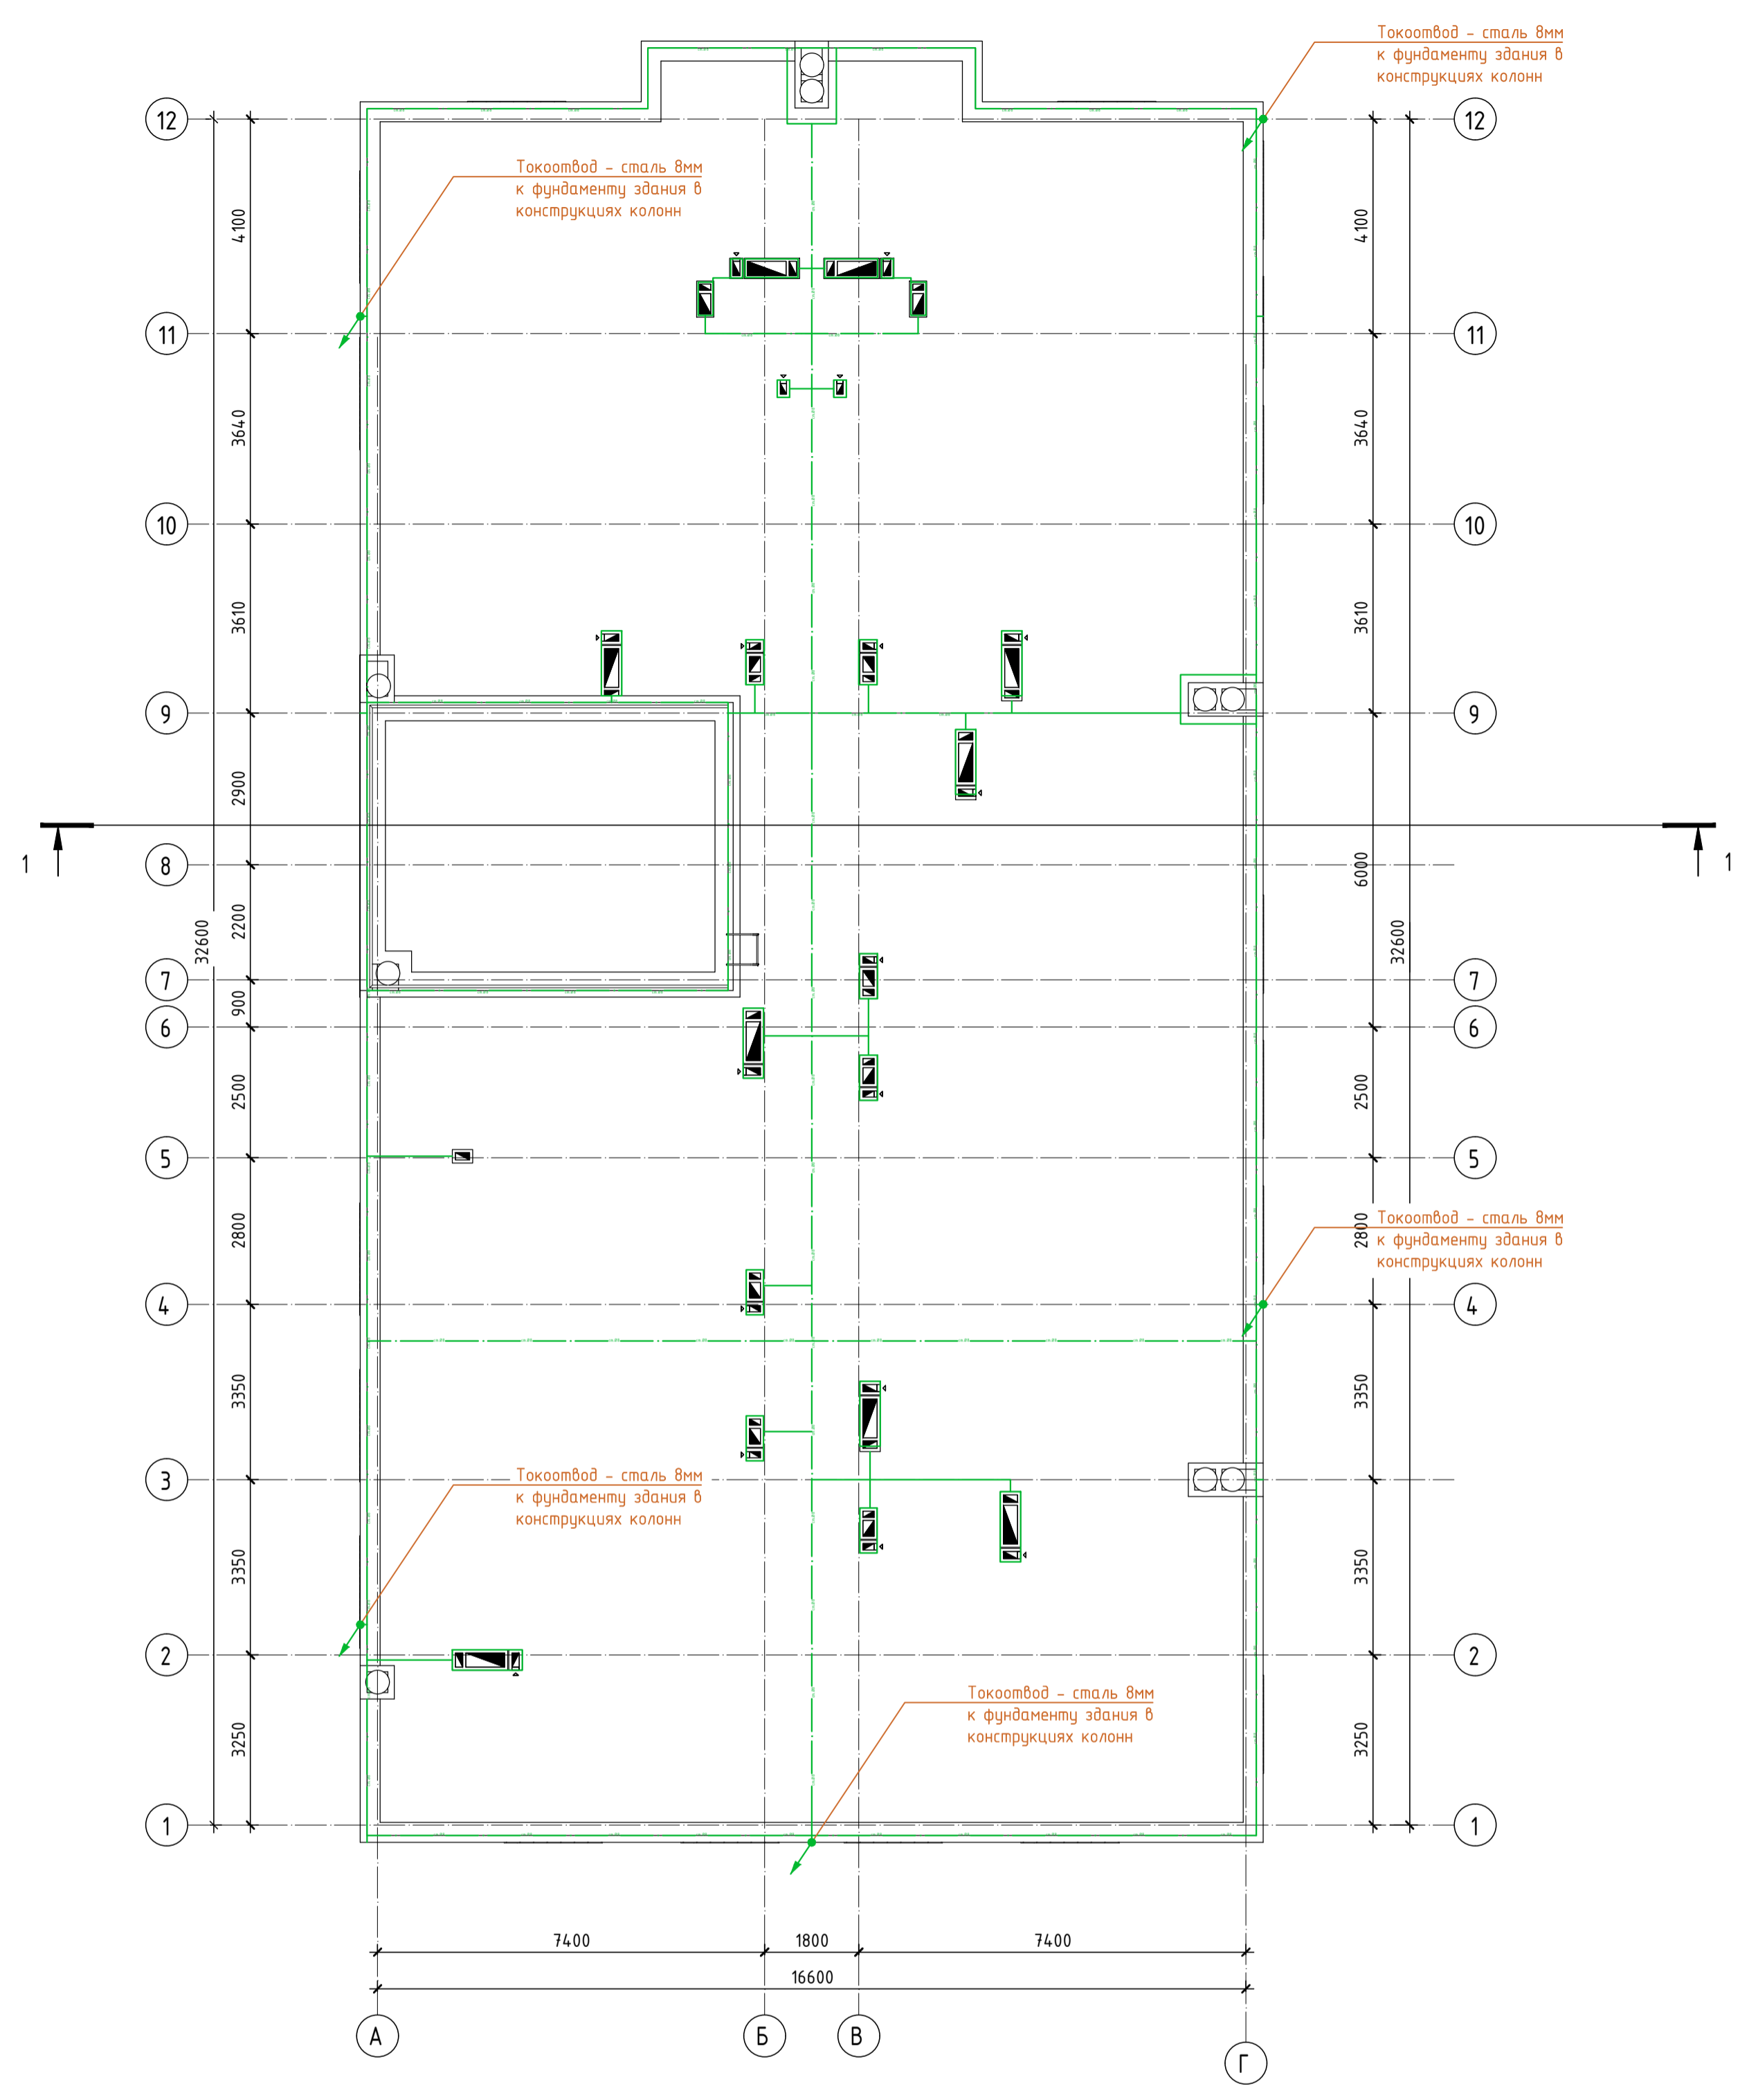 Токоотвод - сталь 8мм
к фундаменту здания в
конструкциях колонн
12
12
Токоотвод - сталь 8мм
к фундаменту здания в
конструкциях колонн
4100
4100
11
11
3640
3640
10
10
3610
3610
9
9
2900
1
8
6000
1
2200
32600
32600
7
7
900
6
6
2500
2500
5
5
2800
2800
Токоотвод - сталь 8мм
к фундаменту здания в
конструкциях колонн
4
4
3350
3350
3
3
Токоотвод - сталь 8мм
к фундаменту здания в
конструкциях колонн
3350
3350
2
2
Токоотвод - сталь 8мм
к фундаменту здания в
конструкциях колонн
3250
3250
1
1
7400
1800
7400
16600
А
Б
В
Г